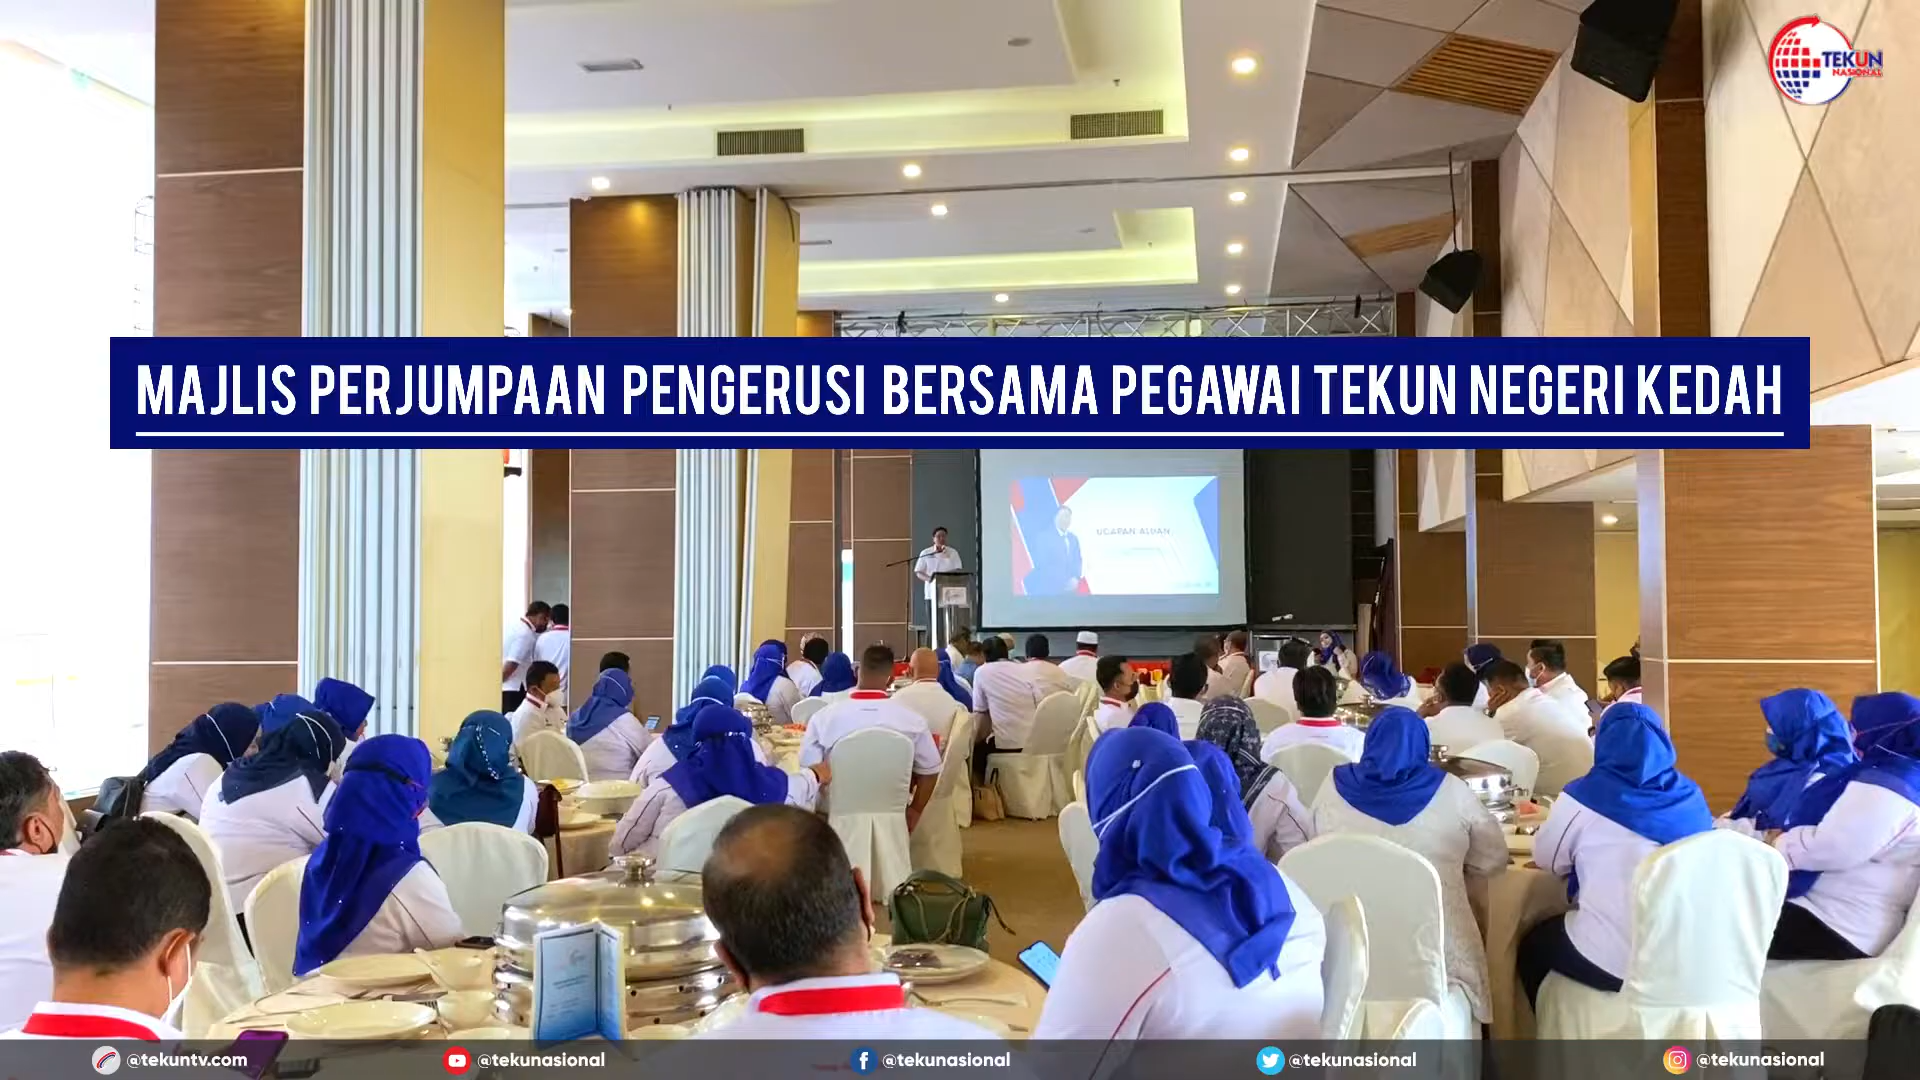 TEKUN
NASIONAL
MAJLIS PERJUMPAAN PENGERUSI BERSAMA PEGAWAI TEKUN NEGERI KEDAH
UCAPAN ALUAN
@tekuntv.com
@tekunasional
@tekunasional
@tekunasional
@tekunasional